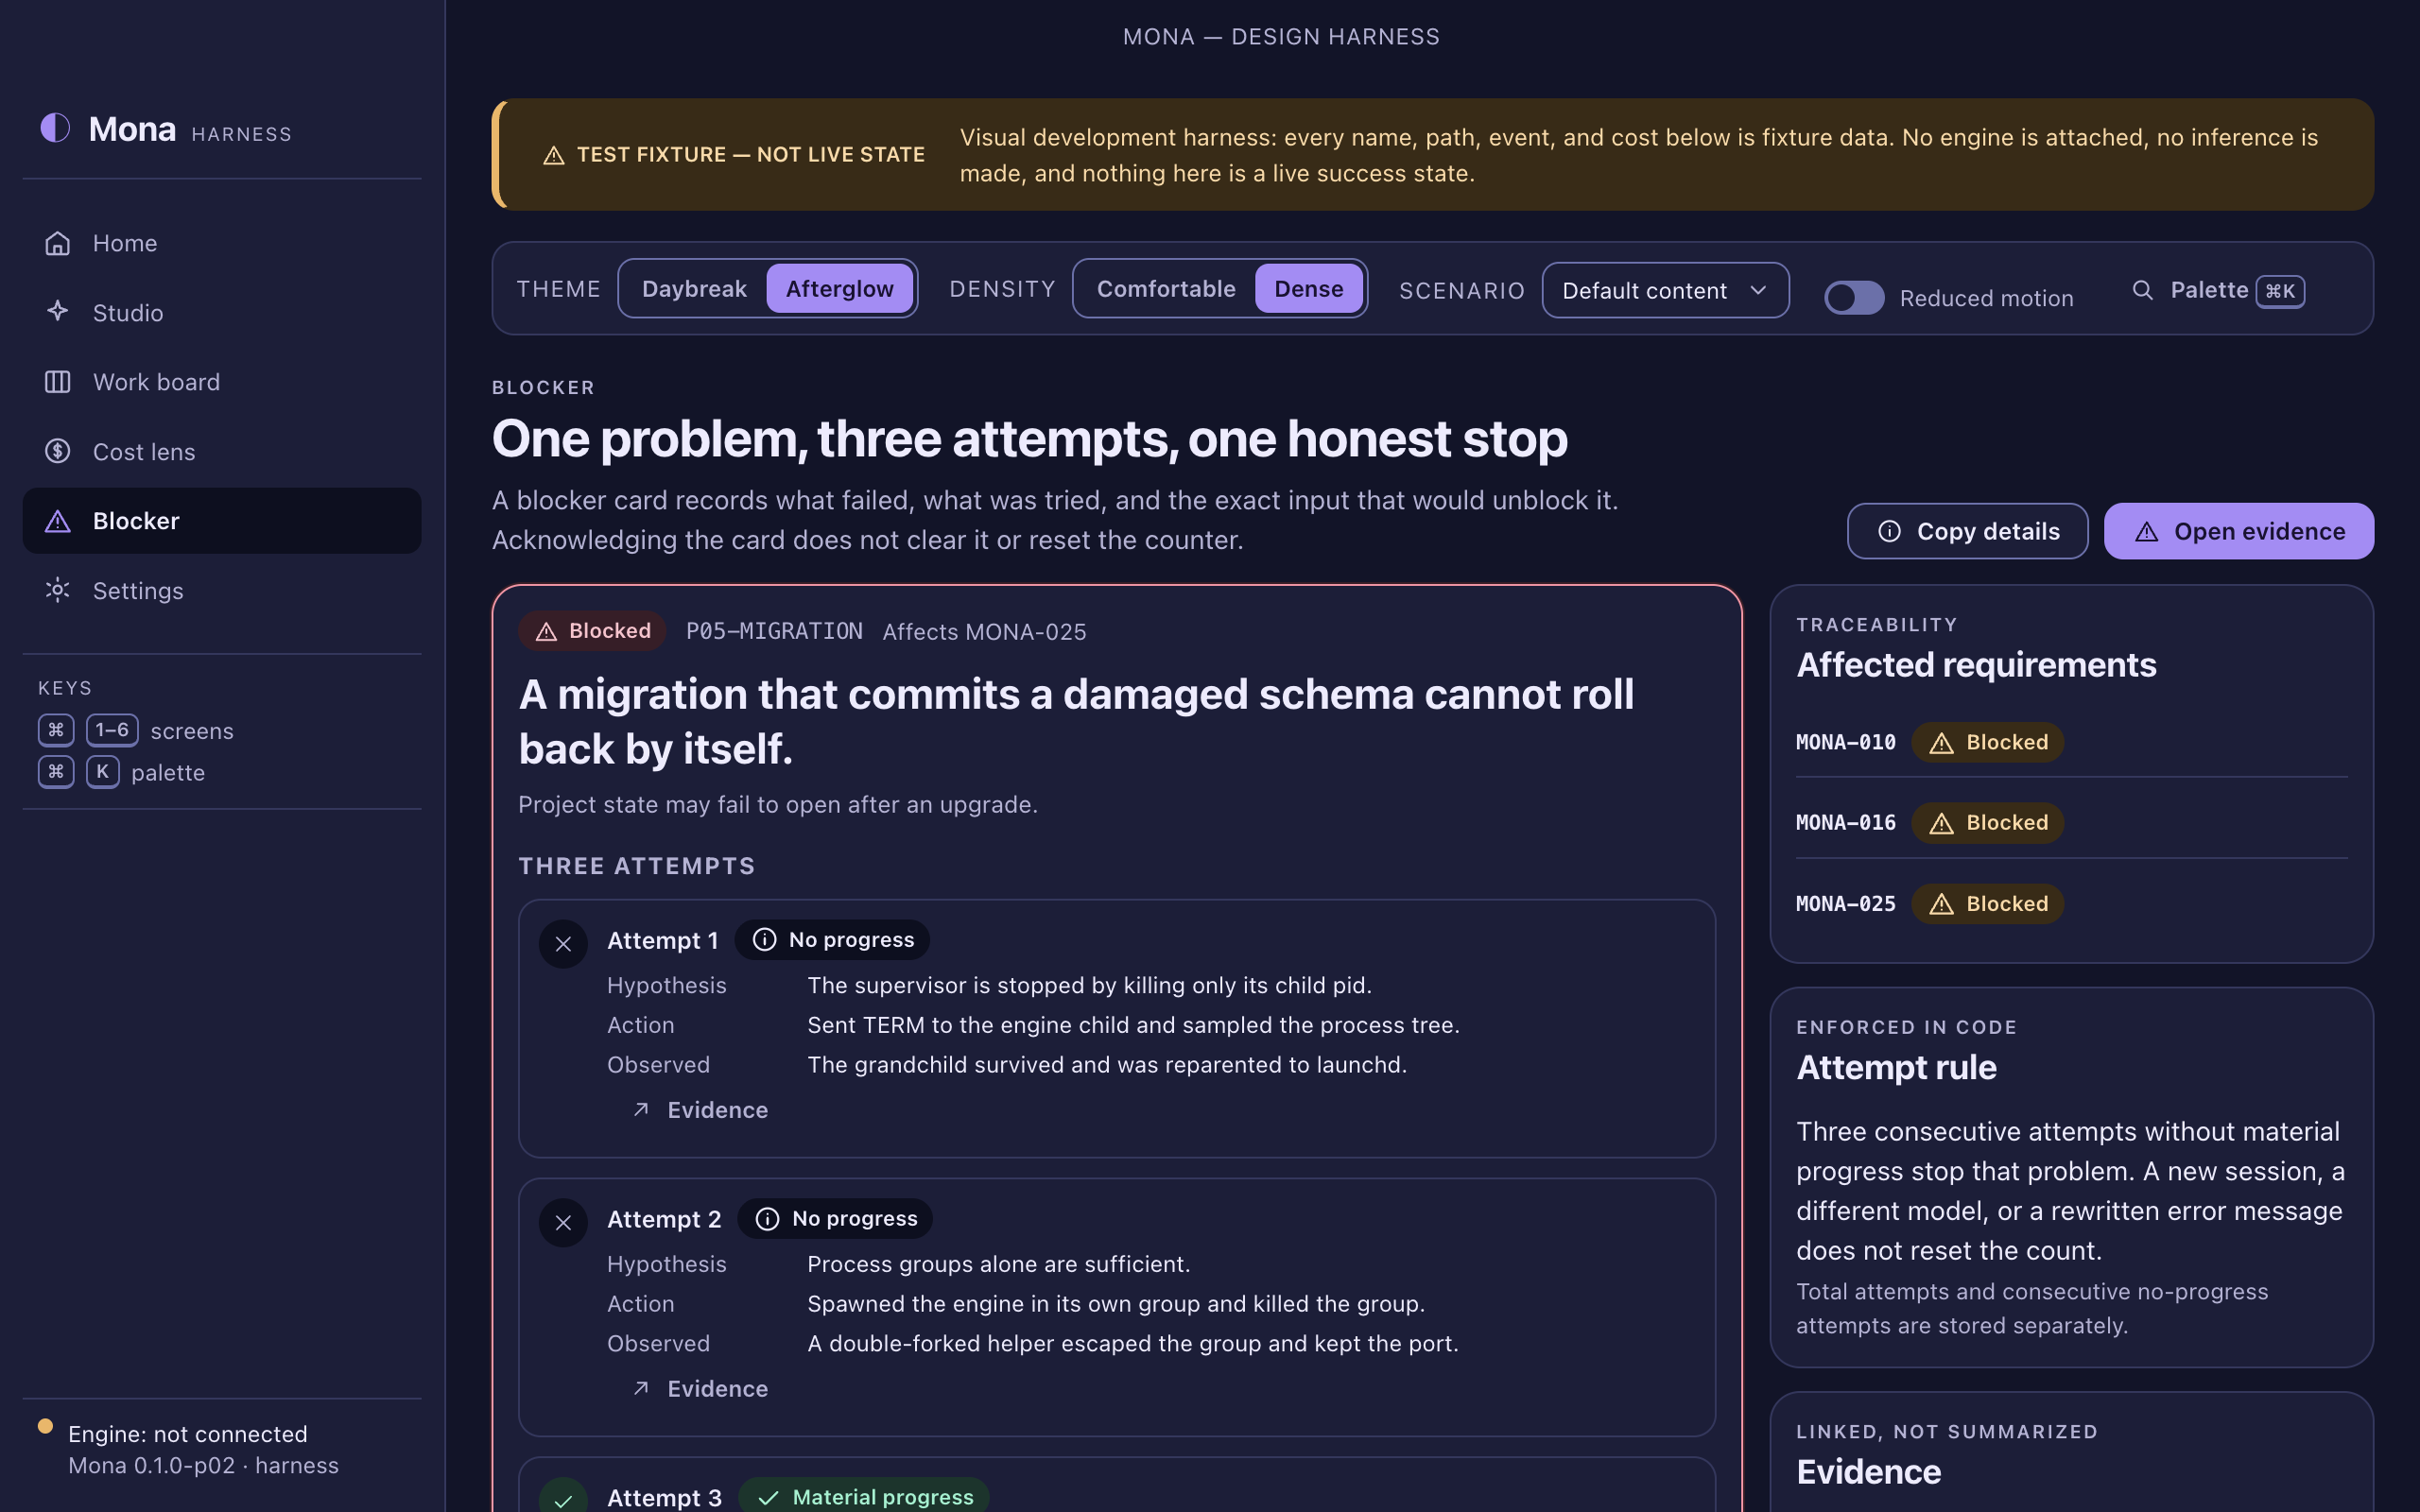 MONA — DESIGN HARNESS
Mona HARNESS
Home
Studio
Work board
Cost lens
Blocker
Settings
KEYS
⌘ 1–6 screens
⌘ K palette
Engine: not connected
Mona 0.1.0-p02 · harness
TEST FIXTURE — NOT LIVE STATE
Visual development harness: every name, path, event, and cost below is fixture data. No engine is attached, no inference is
made, and nothing here is a live success state.
THEME Daybreak Afterglow DENSITY Comfortable Dense SCENARIO Default content Reduced motion Palette ⌘K
BLOCKER
One problem, three attempts, one honest stop
A blocker card records what failed, what was tried, and the exact input that would unblock it.
Acknowledging the card does not clear it or reset the counter.
Copy details Open evidence
Blocked P05–MIGRATION Affects MONA-025
A migration that commits a damaged schema cannot roll
back by itself.
Project state may fail to open after an upgrade.
THREE ATTEMPTS
Attempt 1 No progress
Hypothesis The supervisor is stopped by killing only its child pid.
Action Sent TERM to the engine child and sampled the process tree.
Observed The grandchild survived and was reparented to launchd.
Evidence
Attempt 2 No progress
Hypothesis Process groups alone are sufficient.
Action Spawned the engine in its own group and killed the group.
Observed A double-forked helper escaped the group and kept the port.
Evidence
Attempt 3 Material progress
TRACEABILITY
Affected requirements
MONA–010 Blocked
MONA–016 Blocked
MONA–025 Blocked
ENFORCED IN CODE
Attempt rule
Three consecutive attempts without material
progress stop that problem. A new session, a
different model, or a rewritten error message
does not reset the count.
Total attempts and consecutive no-progress
attempts are stored separately.
LINKED, NOT SUMMARIZED
Evidence